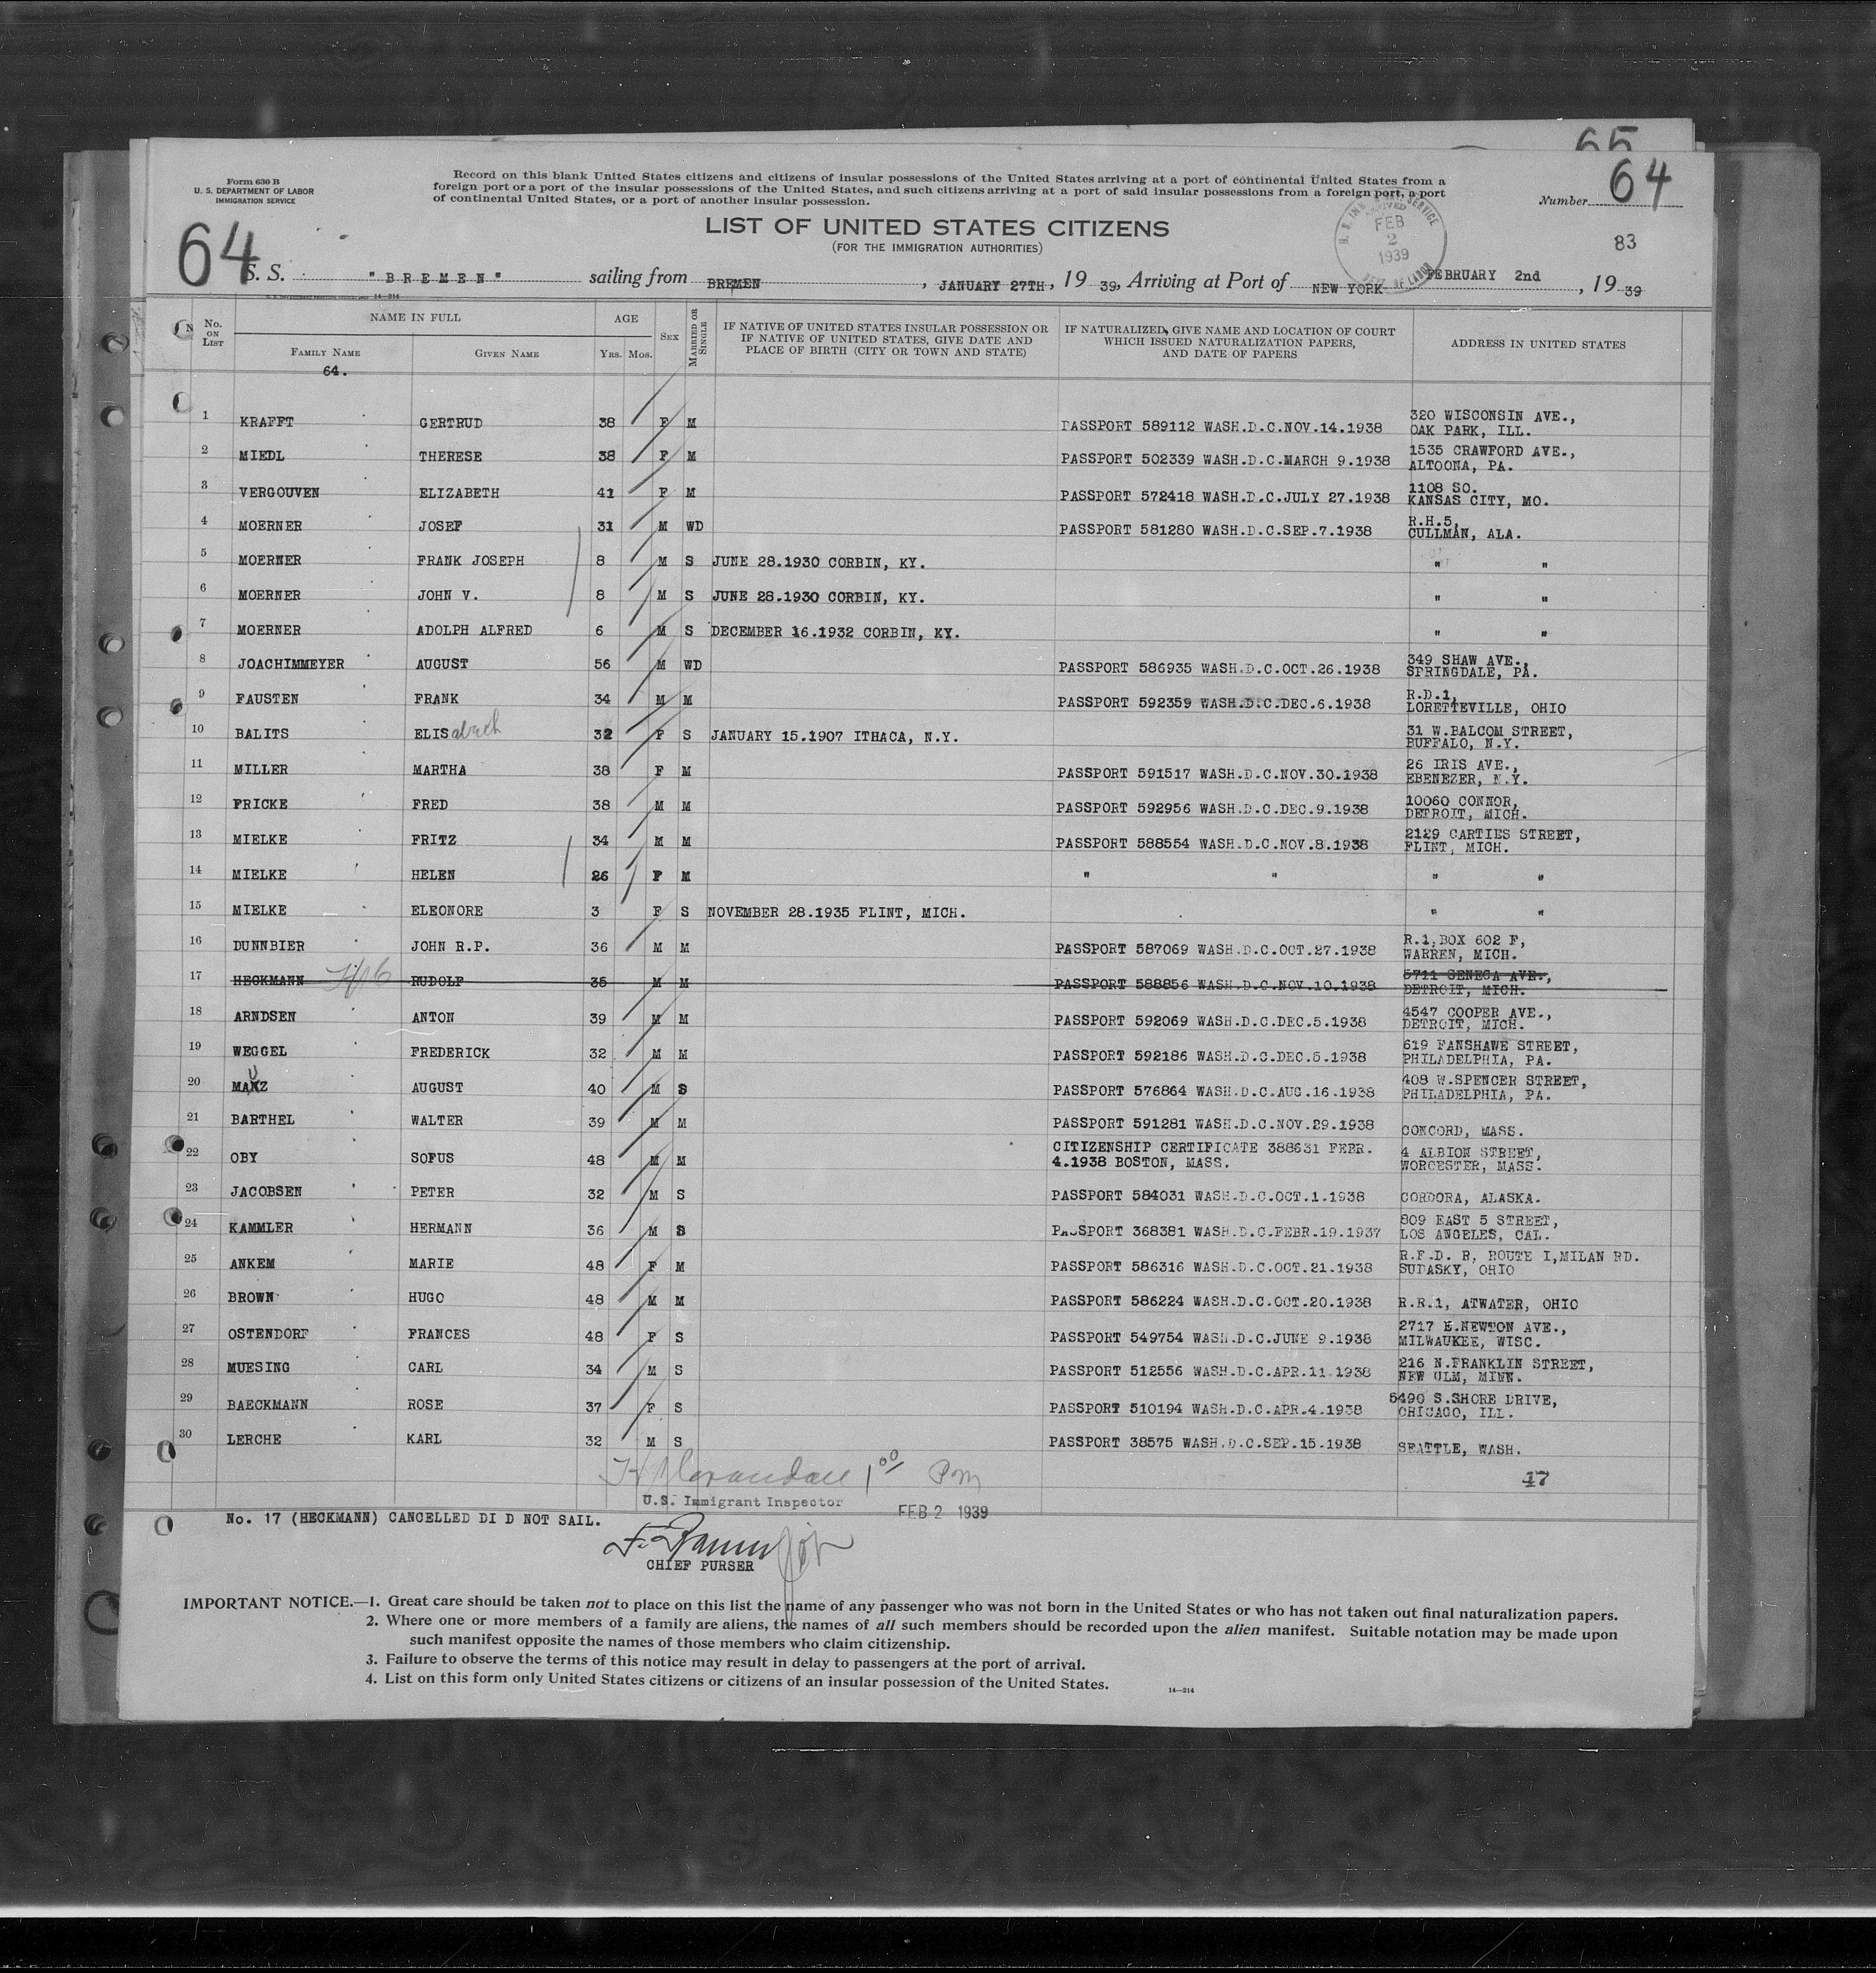 65
Form 630 B
U. S. DEPARTMENT OF LABOR
IMMIGRATION SERVICE
Record on this blank United States citizens and citizens of insular possessions of the United States arriving at a port of continental United States from a
foreign port or a port of the insular possessions of the United States, and such citizens arriving at a port of said insular possessions from a foreign port, a port
of continental United States, or a port of another insular possession.
Number 64
LIST OF UNITED STATES CITIZENS
(FOR THE IMMIGRATION AUTHORITIES)
FEB
2
1939
83
64
S. S. "BREMEN" sailing from BREMEN, JANUARY 27TH, 19 39, Arriving at Port of NEW YORK FEBRUARY 2nd, 19 39
No. ON LIST NAME IN FULL AGE SEX MARRIED OR SINGLE
FAMILY NAME GIVEN NAME YRS. MOS.
IF NATIVE OF UNITED STATES INSULAR POSSESSION OR
IF NATIVE OF UNITED STATES, GIVE DATE AND
PLACE OF BIRTH (CITY OR TOWN AND STATE)
IF NATURALIZED, GIVE NAME AND LOCATION OF COURT
WHICH ISSUED NATURALIZATION PAPERS,
AND DATE OF PAPERS
ADDRESS IN UNITED STATES
64.
1 KRAFFT GERTRUD 38 F M PASSPORT 589112 WASH.D.C.NOV.14.1938 320 WISCONSIN AVE.,
OAK PARK, ILL.
2 MIEDL THERESE 38 F M PASSPORT 502339 WASH.D.C.MARCH 9.1938 1535 CRAWFORD AVE.,
ALTOONA, PA.
3 VERGOUVEN ELIZABETH 41 F M PASSPORT 572418 WASH.D.C.JULY 27.1938 1108 SO.
KANSAS CITY, MO.
4 MOERNER JOSEF 31 M WD PASSPORT 581280 WASH.D.C.SEP.7.1938 R.H.5,
CULLMAN, ALA.
5 MOERNER FRANK JOSEPH 8 M S JUNE 28.1930 CORBIN, KY. " "
6 MOERNER JOHN V. 8 M S JUNE 28.1930 CORBIN, KY. " "
7 MOERNER ADOLPH ALFRED 6 M S DECEMBER 16.1932 CORBIN, KY. " "
8 JOACHIMMEYER AUGUST 56 M WD PASSPORT 586935 WASH.D.C.OCT.26.1938 349 SHAW AVE.,
SPRINGDALE, PA.
9 FAUSTEN FRANK 34 M M PASSPORT 592359 WASH.D.C.DEC.6.1938 R.D.1,
LORETTEVILLE, OHIO
10 BALITS ELISabeth 32 F S JANUARY 15.1907 ITHACA, N.Y. 31 W.BALCOM STREET,
BUFFALO, N.Y.
11 MILLER MARTHA 38 F M PASSPORT 591517 WASH.D.C.NOV.30.1938 26 IRIS AVE.,
EBENEZER, N.Y.
12 FRICKE FRED 38 M M PASSPORT 592956 WASH.D.C.DEC.9.1938 10060 CONNOR,
DETROIT, MICH.
13 MIELKE FRITZ 34 M M PASSPORT 588554 WASH.D.C.NOV.8.1938 2129 CARTIES STREET,
FLINT, MICH.
14 MIELKE HELEN 26 F M " " " "
15 MIELKE ELEONORE 3 F S NOVEMBER 28.1935 FLINT, MICH. " "
16 DUNNBIER JOHN R.P. 36 M M PASSPORT 587069 WASH.D.C.OCT.27.1938 R.1,BOX 602 F,
WARREN, MICH.
17 HECKMANN RUDOLF 35 M M PASSPORT 588856 WASH.D.C.NOV.10.1938 5711 SENECA AVE.,
DETROIT, MICH.
18 ARNDSEN ANTON 39 M M PASSPORT 592069 WASH.D.C.DEC.5.1938 4547 COOPER AVE.,
DETROIT, MICH.
19 WEGGEL FREDERICK 32 M M PASSPORT 592186 WASH.D.C.DEC.5.1938 619 FANSHAWE STREET,
PHILADELPHIA, PA.
20 MAUZ AUGUST 40 M S PASSPORT 576864 WASH.D.C.AUG.16.1938 408 W.SPENCER STREET,
PHILADELPHIA, PA.
21 BARTHEL WALTER 39 M M PASSPORT 591281 WASH.D.C.NOV.29.1938 CONCORD, MASS.
22 OBY SOFUS 48 M M CITIZENSHIP CERTIFICATE 388631 FEBR.
4.1938 BOSTON, MASS. 4 ALBION STREET,
WORCESTER, MASS.
23 JACOBSEN PETER 32 M S PASSPORT 584031 WASH.D.C.OCT.1.1938 CORDORA, ALASKA.
24 KAMMLER HERMANN 36 M S PASSPORT 368381 WASH.D.C.FEBR.19.1937 809 EAST 5 STREET,
LOS ANGELES, CAL.
25 ANKEM MARIE 48 F M PASSPORT 586316 WASH.D.C.OCT.21.1938 R.F.D. R, ROUTE I,MILAN RD.
SUDASKY, OHIO
26 BROWN HUGO 48 M M PASSPORT 586224 WASH.D.C.OCT.20.1938 R.R.1, ATWATER, OHIO
27 OSTENDORF FRANCES 48 F S PASSPORT 549754 WASH.D.C.JUNE 9.1938 2717 E.NEWTON AVE.,
MILWAUKEE, WISC.
28 MUESING CARL 34 M S PASSPORT 512556 WASH.D.C.APR.11.1938 216 N.FRANKLIN STREET,
NEW ULM, MINN.
29 BAECKMANN ROSE 37 F S PASSPORT 510194 WASH.D.C.APR.4.1938 5490 S.SHORE DRIVE,
CHICAGO, ILL.
30 LERCHE KARL 32 M S PASSPORT 38575 WASH.D.C.SEP.15.1938 SEATTLE, WASH.
1 00 Pm
17
U.S. Immigrant Inspector FEB 2 1939
No. 17 (HECKMANN) CANCELLED DI D NOT SAIL.
CHIEF PURSER
IMPORTANT NOTICE.—1. Great care should be taken not to place on this list the name of any passenger who was not born in the United States or who has not taken out final naturalization papers.
2. Where one or more members of a family are aliens, the names of all such members should be recorded upon the alien manifest. Suitable notation may be made upon
such manifest opposite the names of those members who claim citizenship.
3. Failure to observe the terms of this notice may result in delay to passengers at the port of arrival.
4. List on this form only United States citizens or citizens of an insular possession of the United States.
14—214